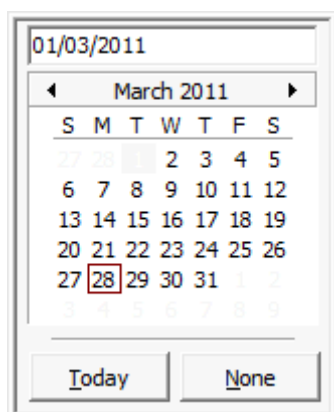 01/03/2011
March 2011
S M T W T F S
27 28 1 2 3 4 5
6 7 8 9 10 11 12
13 14 15 16 17 18 19
20 21 22 23 24 25 26
27 28 29 30 31 1 2
3 4 5 6 7 8 9
Today None